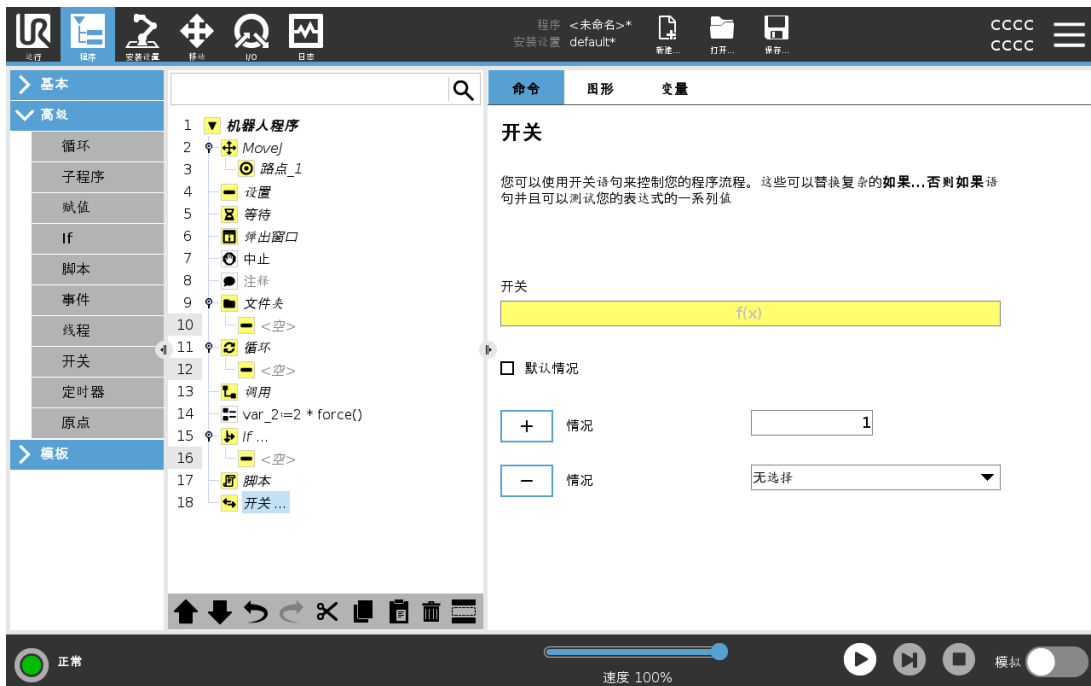 程序 <未命名>*
安装设置 default*
运行 程序 安装设置 移动 I/O 日志
新建... 打开... 保存...
CCCC
CCCC
基本
高级
循环
子程序
赋值
If
脚本
事件
线程
开关
定时器
原点
模板
1 机器人程序
2 MoveJ
3 路点_1
4 设置
5 等待
6 弹出窗口
7 中止
8 注释
9 文件夹
10 <空>
11 循环
12 <空>
13 调用
14 var_2:=2 * force()
15 If ...
16 <空>
17 脚本
18 开关 ...
命令 图形 变量
开关
您可以使用开关语句来控制您的程序流程。这些可以替换复杂的如果...否则如果语
句并且可以测试您的表达式的一系列值
开关
f(x)
默认情况
+ 情况 1
− 情况 无选择
正常
速度 100%
模拟